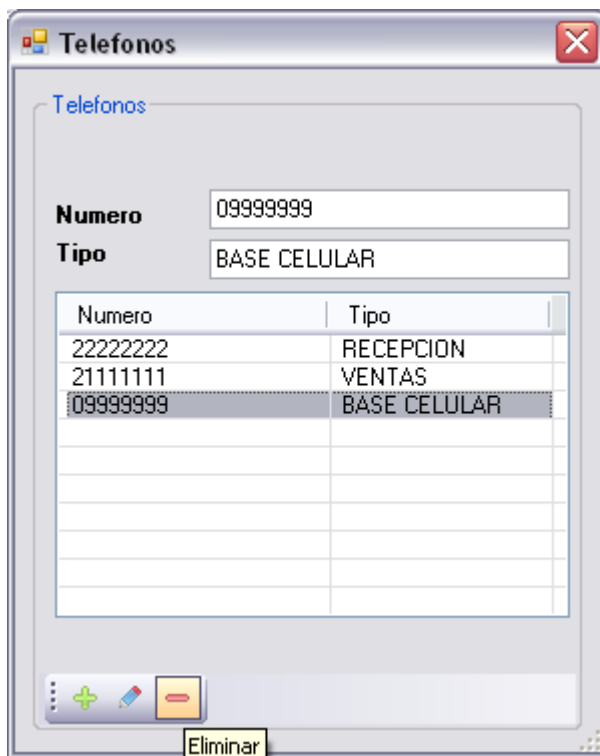 Telefonos
Telefonos
Numero 09999999
Tipo BASE CELULAR
Numero Tipo
22222222 RECEPCION
21111111 VENTAS
09999999 BASE CELULAR
Eliminar